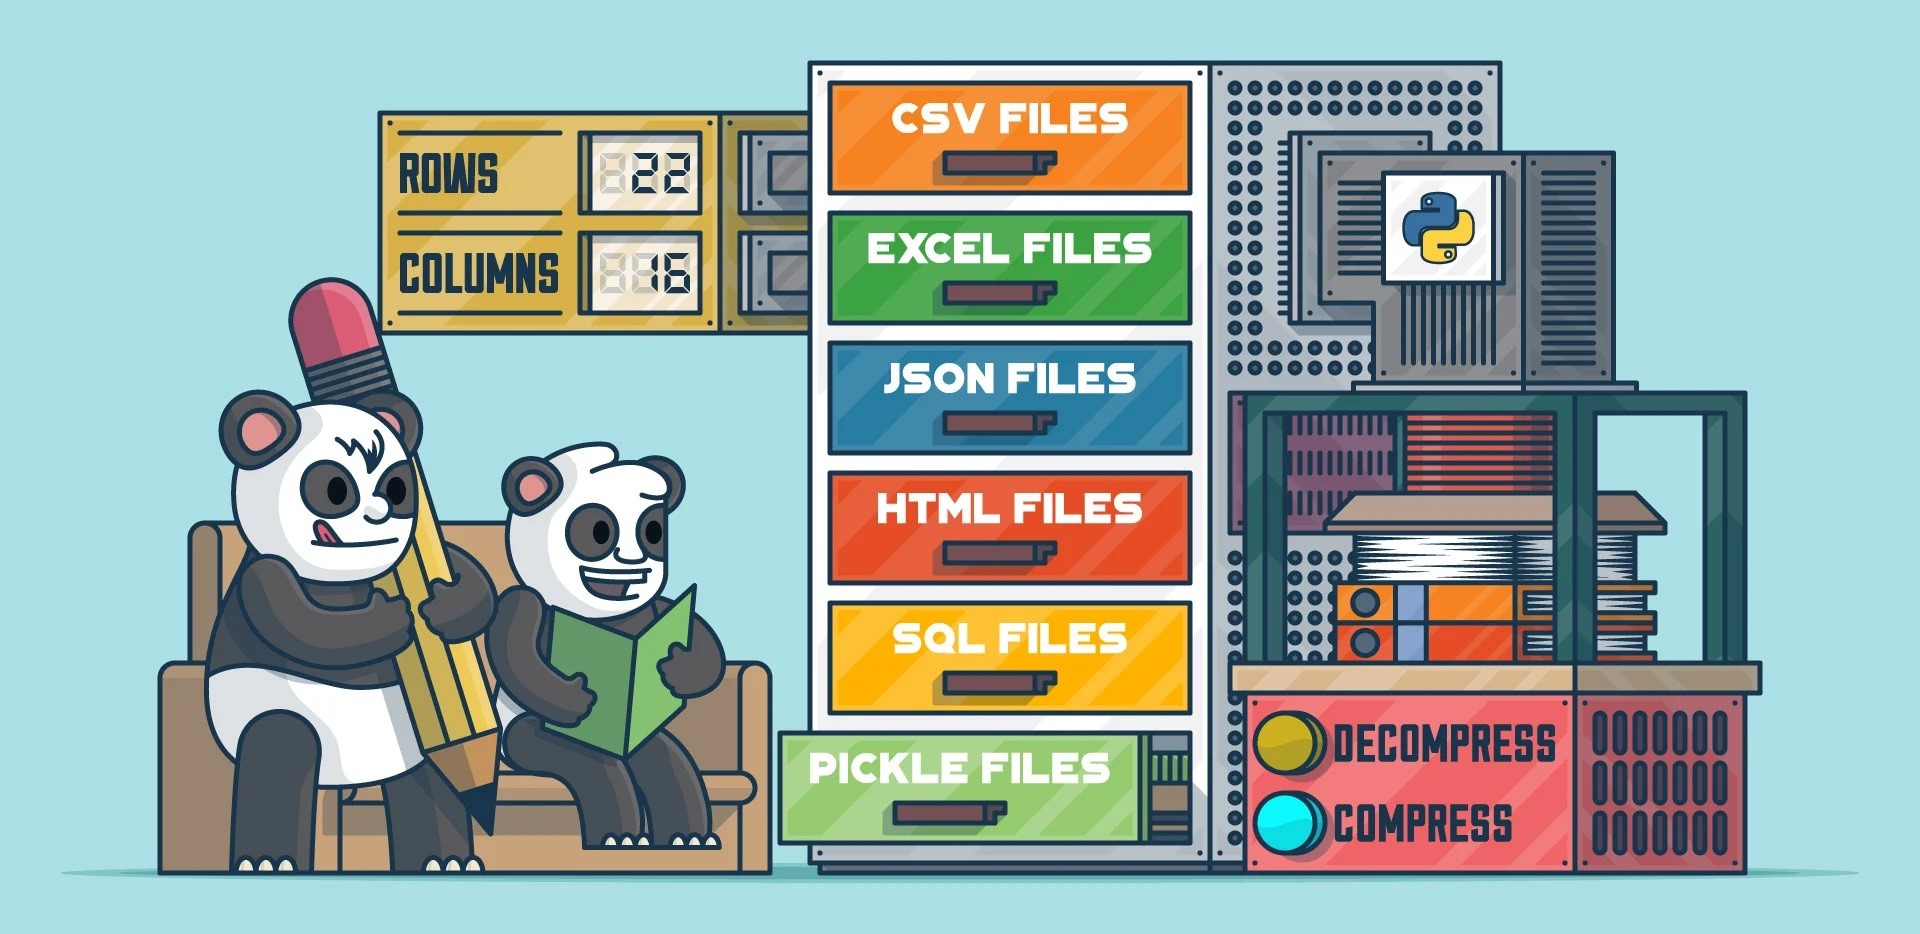 ROWS 22
COLUMNS 16
CSV FILES
EXCEL FILES
JSON FILES
HTML FILES
SQL FILES
PICKLE FILES
DECOMPRESS
COMPRESS